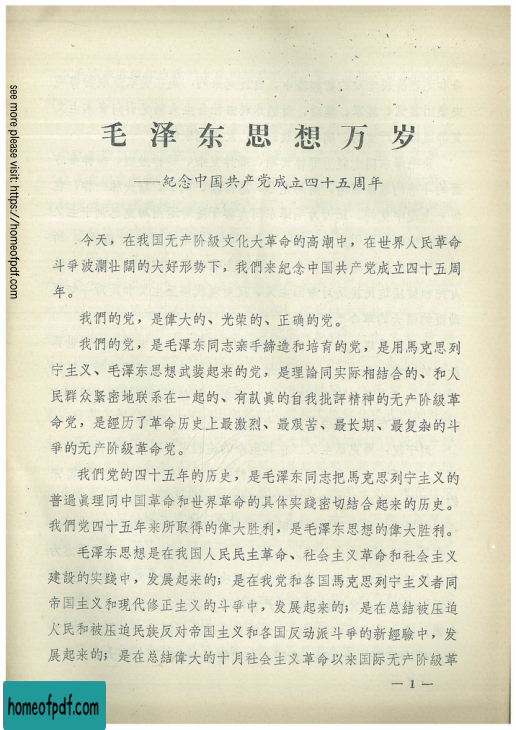 毛泽东思想万岁
——紀念中国共产党成立四十五周年
今天，在我国无产阶级文化大革命的高潮中，在世界人民革命
斗爭波瀾壮闊的大好形势下，我們来紀念中国共产党成立四十五周
年。
我們的党，是偉大的、光荣的、正确的党。
我們的党，是毛澤东同志亲手締造和培育的党，是用馬克思列
宁主义、毛澤东思想武装起来的党，是理論同实际相結合的、和人
民群众紧密地联系在一起的、有認眞的自我批評精神的无产阶级革
命党，是經历了革命历史上最激烈、最艰苦、最长期、最复杂的斗
爭的无产阶级革命党。
我們党的四十五年的历史，是毛澤东同志把馬克思列宁主义的
普遍眞理同中国革命和世界革命的具体实践密切結合起来的历史。
我們党四十五年来所取得的偉大胜利，是毛澤东思想的偉大胜利。
毛澤东思想是在我国人民民主革命、社会主义革命和社会主义
建設的实践中，发展起来的；是在我党和各国馬克思列宁主义者同
帝国主义和現代修正主义的斗爭中，发展起来的；是在总結被压迫
人民和被压迫民族反对帝国主义和各国反动派斗爭的新經驗中，发
展起来的；是在总結偉大的十月社会主义革命以来国际无产阶级革
— 1 —
see more please visit: https://homeofpdf.com
homeofpdf.com